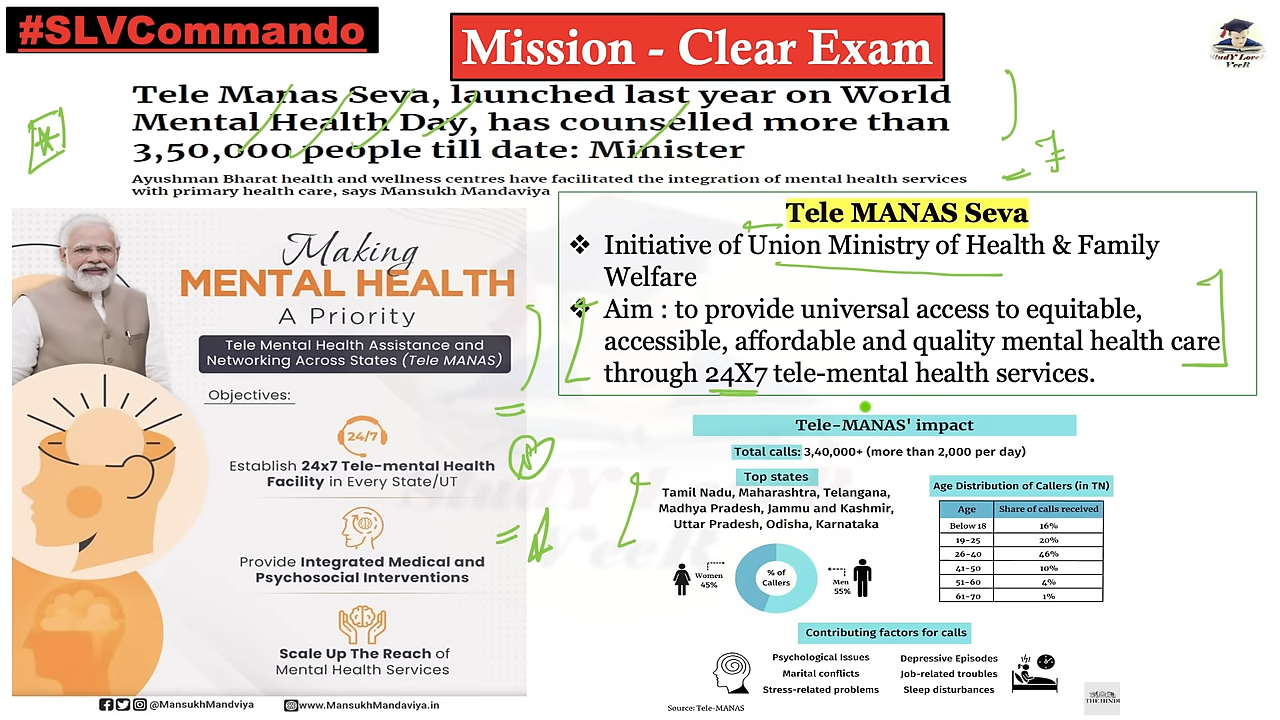 #SLVCommando
Mission - Clear Exam
StudY LoveR
VeeR
Tele Manas Seva, launched last year on World
Mental Health Day, has counselled more than
3,50,000 people till date: Minister
Ayushman Bharat health and wellness centres have facilitated the integration of mental health services
with primary health care, says Mansukh Mandaviya
Making
MENTAL HEALTH
A Priority
Tele Mental Health Assistance and
Networking Across States (Tele MANAS)
Objectives:
24/7
Establish 24x7 Tele-mental Health
Facility in Every State/UT
Provide Integrated Medical and
Psychosocial Interventions
Scale Up The Reach of
Mental Health Services
@MansukhMandviya
www.MansukhMandaviya.in
Tele MANAS Seva
❖ Initiative of Union Ministry of Health & Family
Welfare
❖ Aim : to provide universal access to equitable,
accessible, affordable and quality mental health care
through 24X7 tele-mental health services.
Tele-MANAS' impact
Total calls: 3,40,000+ (more than 2,000 per day)
Top states
Tamil Nadu, Maharashtra, Telangana,
Madhya Pradesh, Jammu and Kashmir,
Uttar Pradesh, Odisha, Karnataka
Women
45%
% of
Callers
Men
55%
Age Distribution of Callers (in TN)
Age Share of calls received
Below 18 16%
19-25 20%
26-40 46%
41-50 10%
51-60 4%
61-70 1%
Contributing factors for calls
Psychological Issues
Marital conflicts
Stress-related problems
Depressive Episodes
Job-related troubles
Sleep disturbances
Source: Tele-MANAS
THE HINDU
StudY LoveR
VeeR